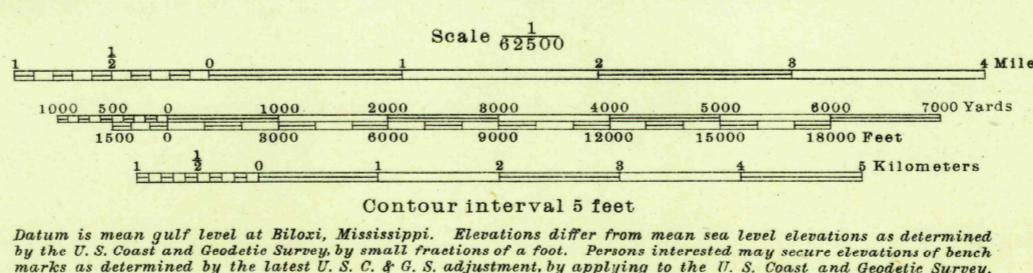 Scale 1/62500
1 1/2 0 1 2 3 4 Mile
1000 500 0 1000 2000 3000 4000 5000 6000 7000 Yards
1500 0 3000 6000 9000 12000 15000 18000 Feet
1 1/2 0 1 2 3 4 5 Kilometers
Contour interval 5 feet
Datum is mean gulf level at Biloxi, Mississippi. Elevations differ from mean sea level elevations as determined
by the U. S. Coast and Geodetic Survey, by small fractions of a foot. Persons interested may secure elevations of bench
marks as determined by the latest U. S. C. & G. S. adjustment, by applying to the U. S. Coast and Geodetic Survey.